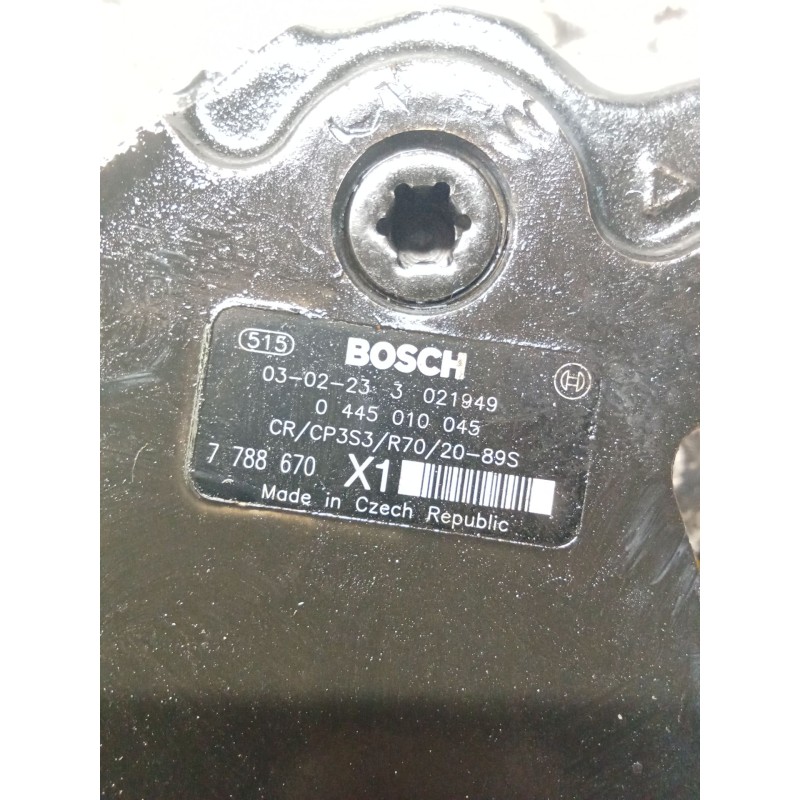 515 BOSCH
03-02-23 3 021949
0 445 010 045
CR/CP3S3/R70/20-89S
7 788 670 X1
Made in Czech Republic